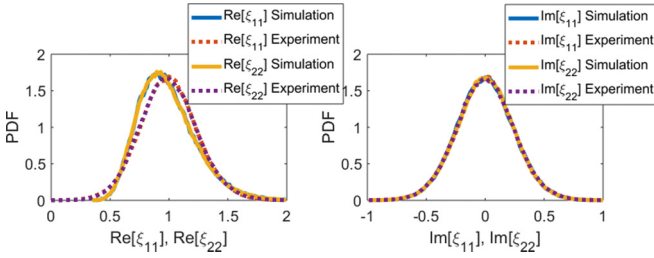 Re[ξ11] Simulation
Re[ξ11] Experiment
Re[ξ22] Simulation
Re[ξ22] Experiment
2
1.5
1
0.5
0
PDF
0 0.5 1 1.5 2
Re[ξ11], Re[ξ22]
Im[ξ11] Simulation
Im[ξ11] Experiment
Im[ξ22] Simulation
Im[ξ22] Experiment
2
1.5
1
0.5
0
PDF
-1 -0.5 0 0.5 1
Im[ξ11], Im[ξ22]